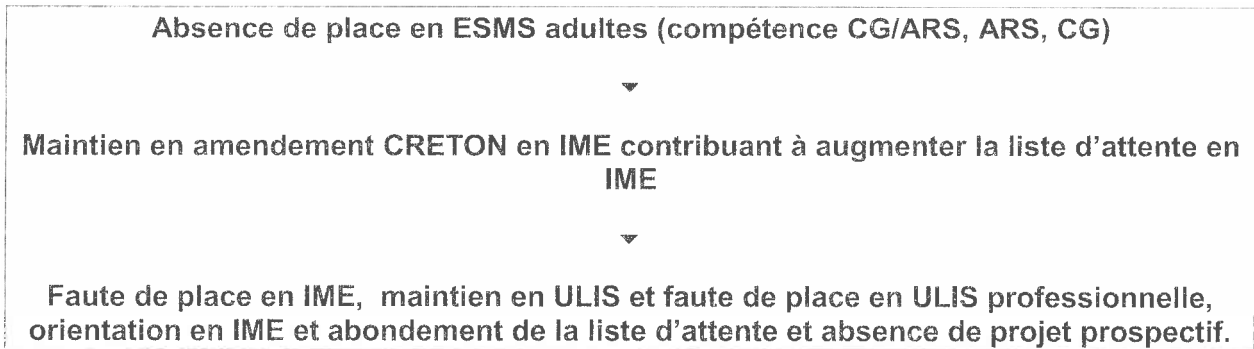 Absence de place en ESMS adultes (compétence CG/ARS, ARS, CG)
Maintien en amendement CRETON en IME contribuant à augmenter la liste d'attente en
IME
Faute de place en IME, maintien en ULIS et faute de place en ULIS professionnelle,
orientation en IME et abondement de la liste d'attente et absence de projet prospectif.